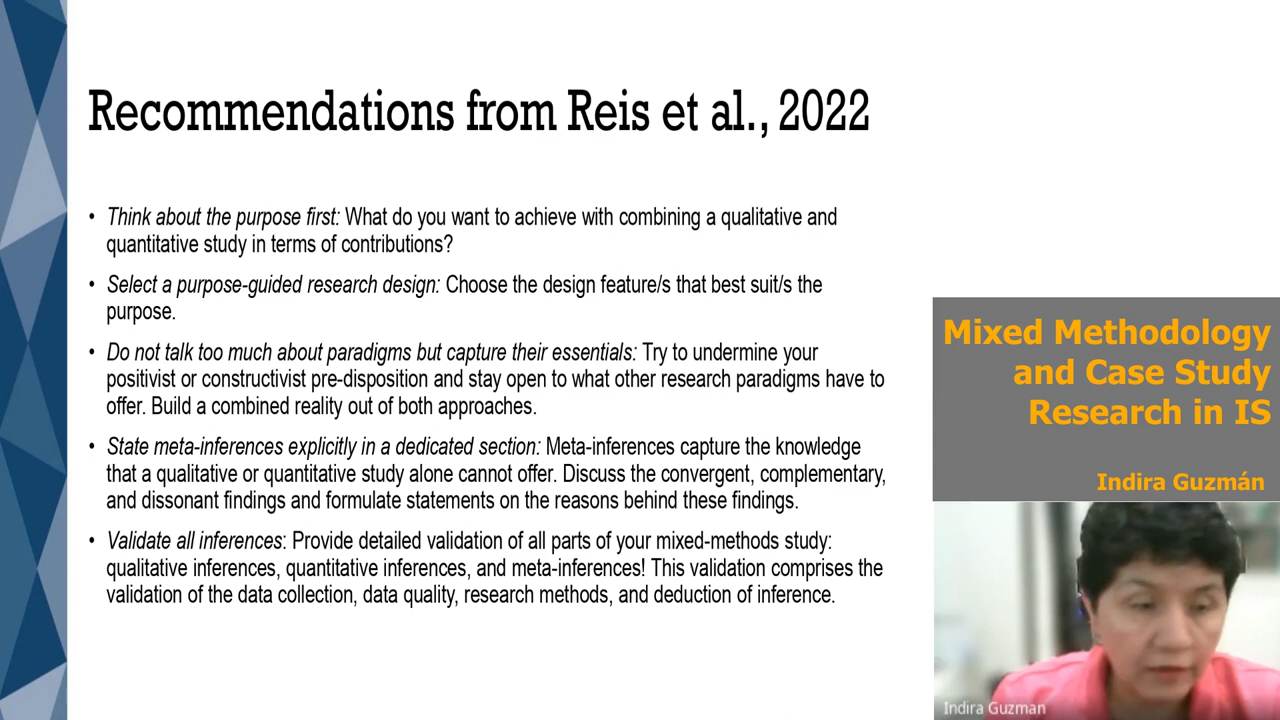 Recommendations from Reis et al., 2022
• Think about the purpose first: What do you want to achieve with combining a qualitative and
quantitative study in terms of contributions?
• Select a purpose-guided research design: Choose the design feature/s that best suit/s the
purpose.
• Do not talk too much about paradigms but capture their essentials: Try to undermine your
positivist or constructivist pre-disposition and stay open to what other research paradigms have to
offer. Build a combined reality out of both approaches.
• State meta-inferences explicitly in a dedicated section: Meta-inferences capture the knowledge
that a qualitative or quantitative study alone cannot offer. Discuss the convergent, complementary,
and dissonant findings and formulate statements on the reasons behind these findings.
• Validate all inferences: Provide detailed validation of all parts of your mixed-methods study:
qualitative inferences, quantitative inferences, and meta-inferences! This validation comprises the
validation of the data collection, data quality, research methods, and deduction of inference.
Mixed Methodology
and Case Study
Research in IS
Indira Guzmán
Indira Guzman